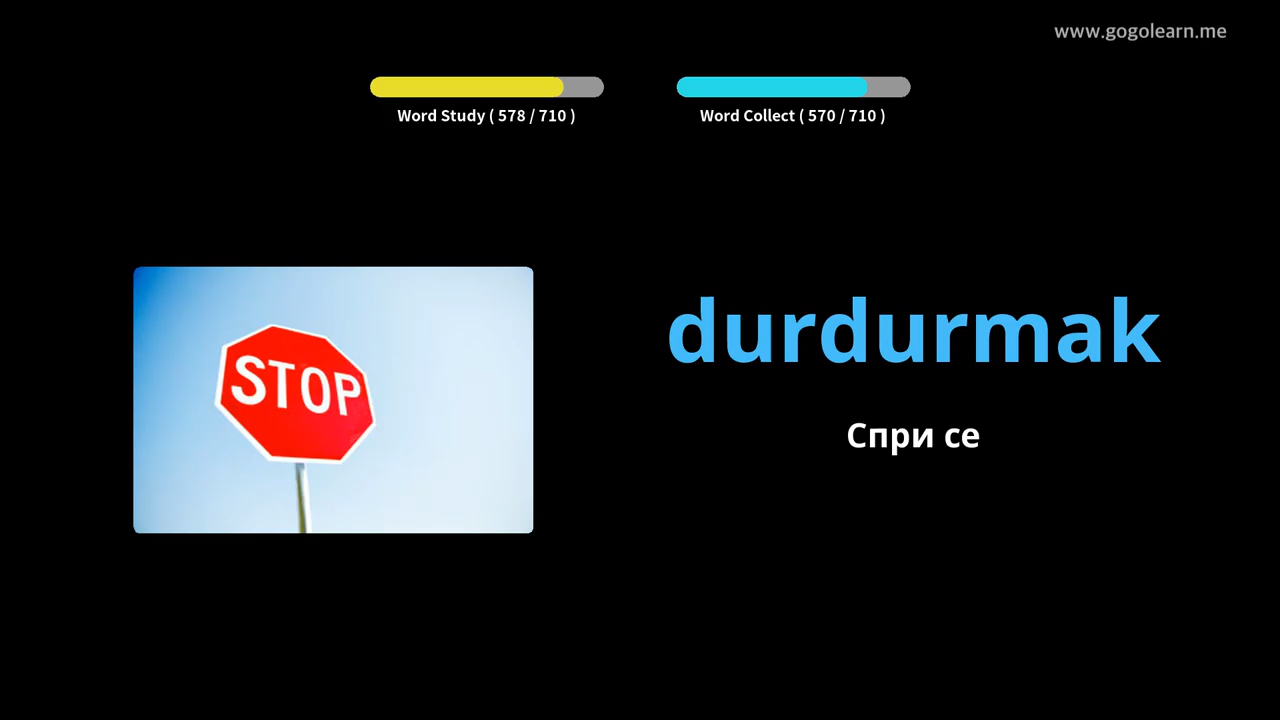 www.gogolearn.me
Word Study ( 578 / 710 )
Word Collect ( 570 / 710 )
STOP
durdurmak
Спри се